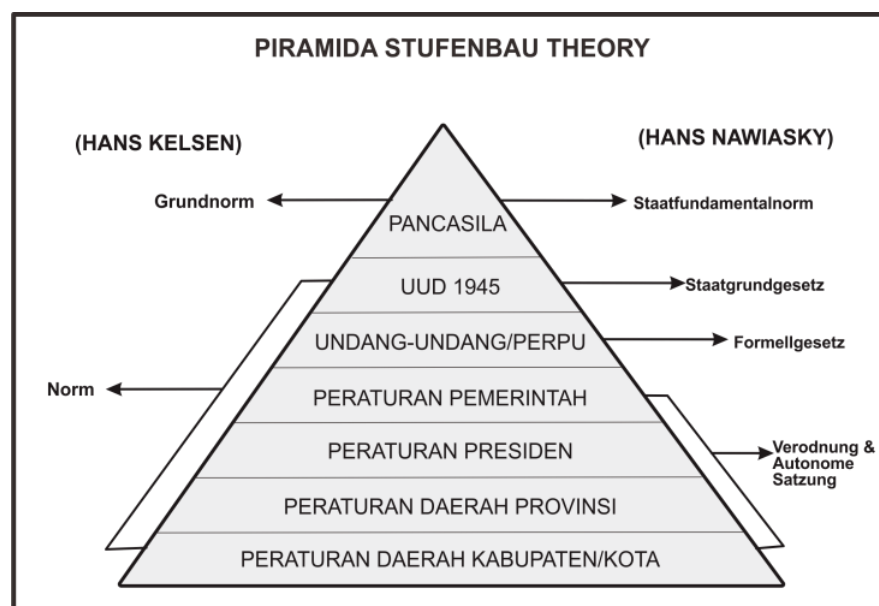 PIRAMIDA STUFENBAU THEORY
(HANS KELSEN)
(HANS NAWIASKY)
Grundnorm
Staatfundamentalnorm
PANCASILA
UUD 1945
Staatgrundgesetz
UNDANG-UNDANG/PERPU
Formellgesetz
Norm
PERATURAN PEMERINTAH
PERATURAN PRESIDEN
Verodnung &
Autonome
Satzung
PERATURAN DAERAH PROVINSI
PERATURAN DAERAH KABUPATEN/KOTA